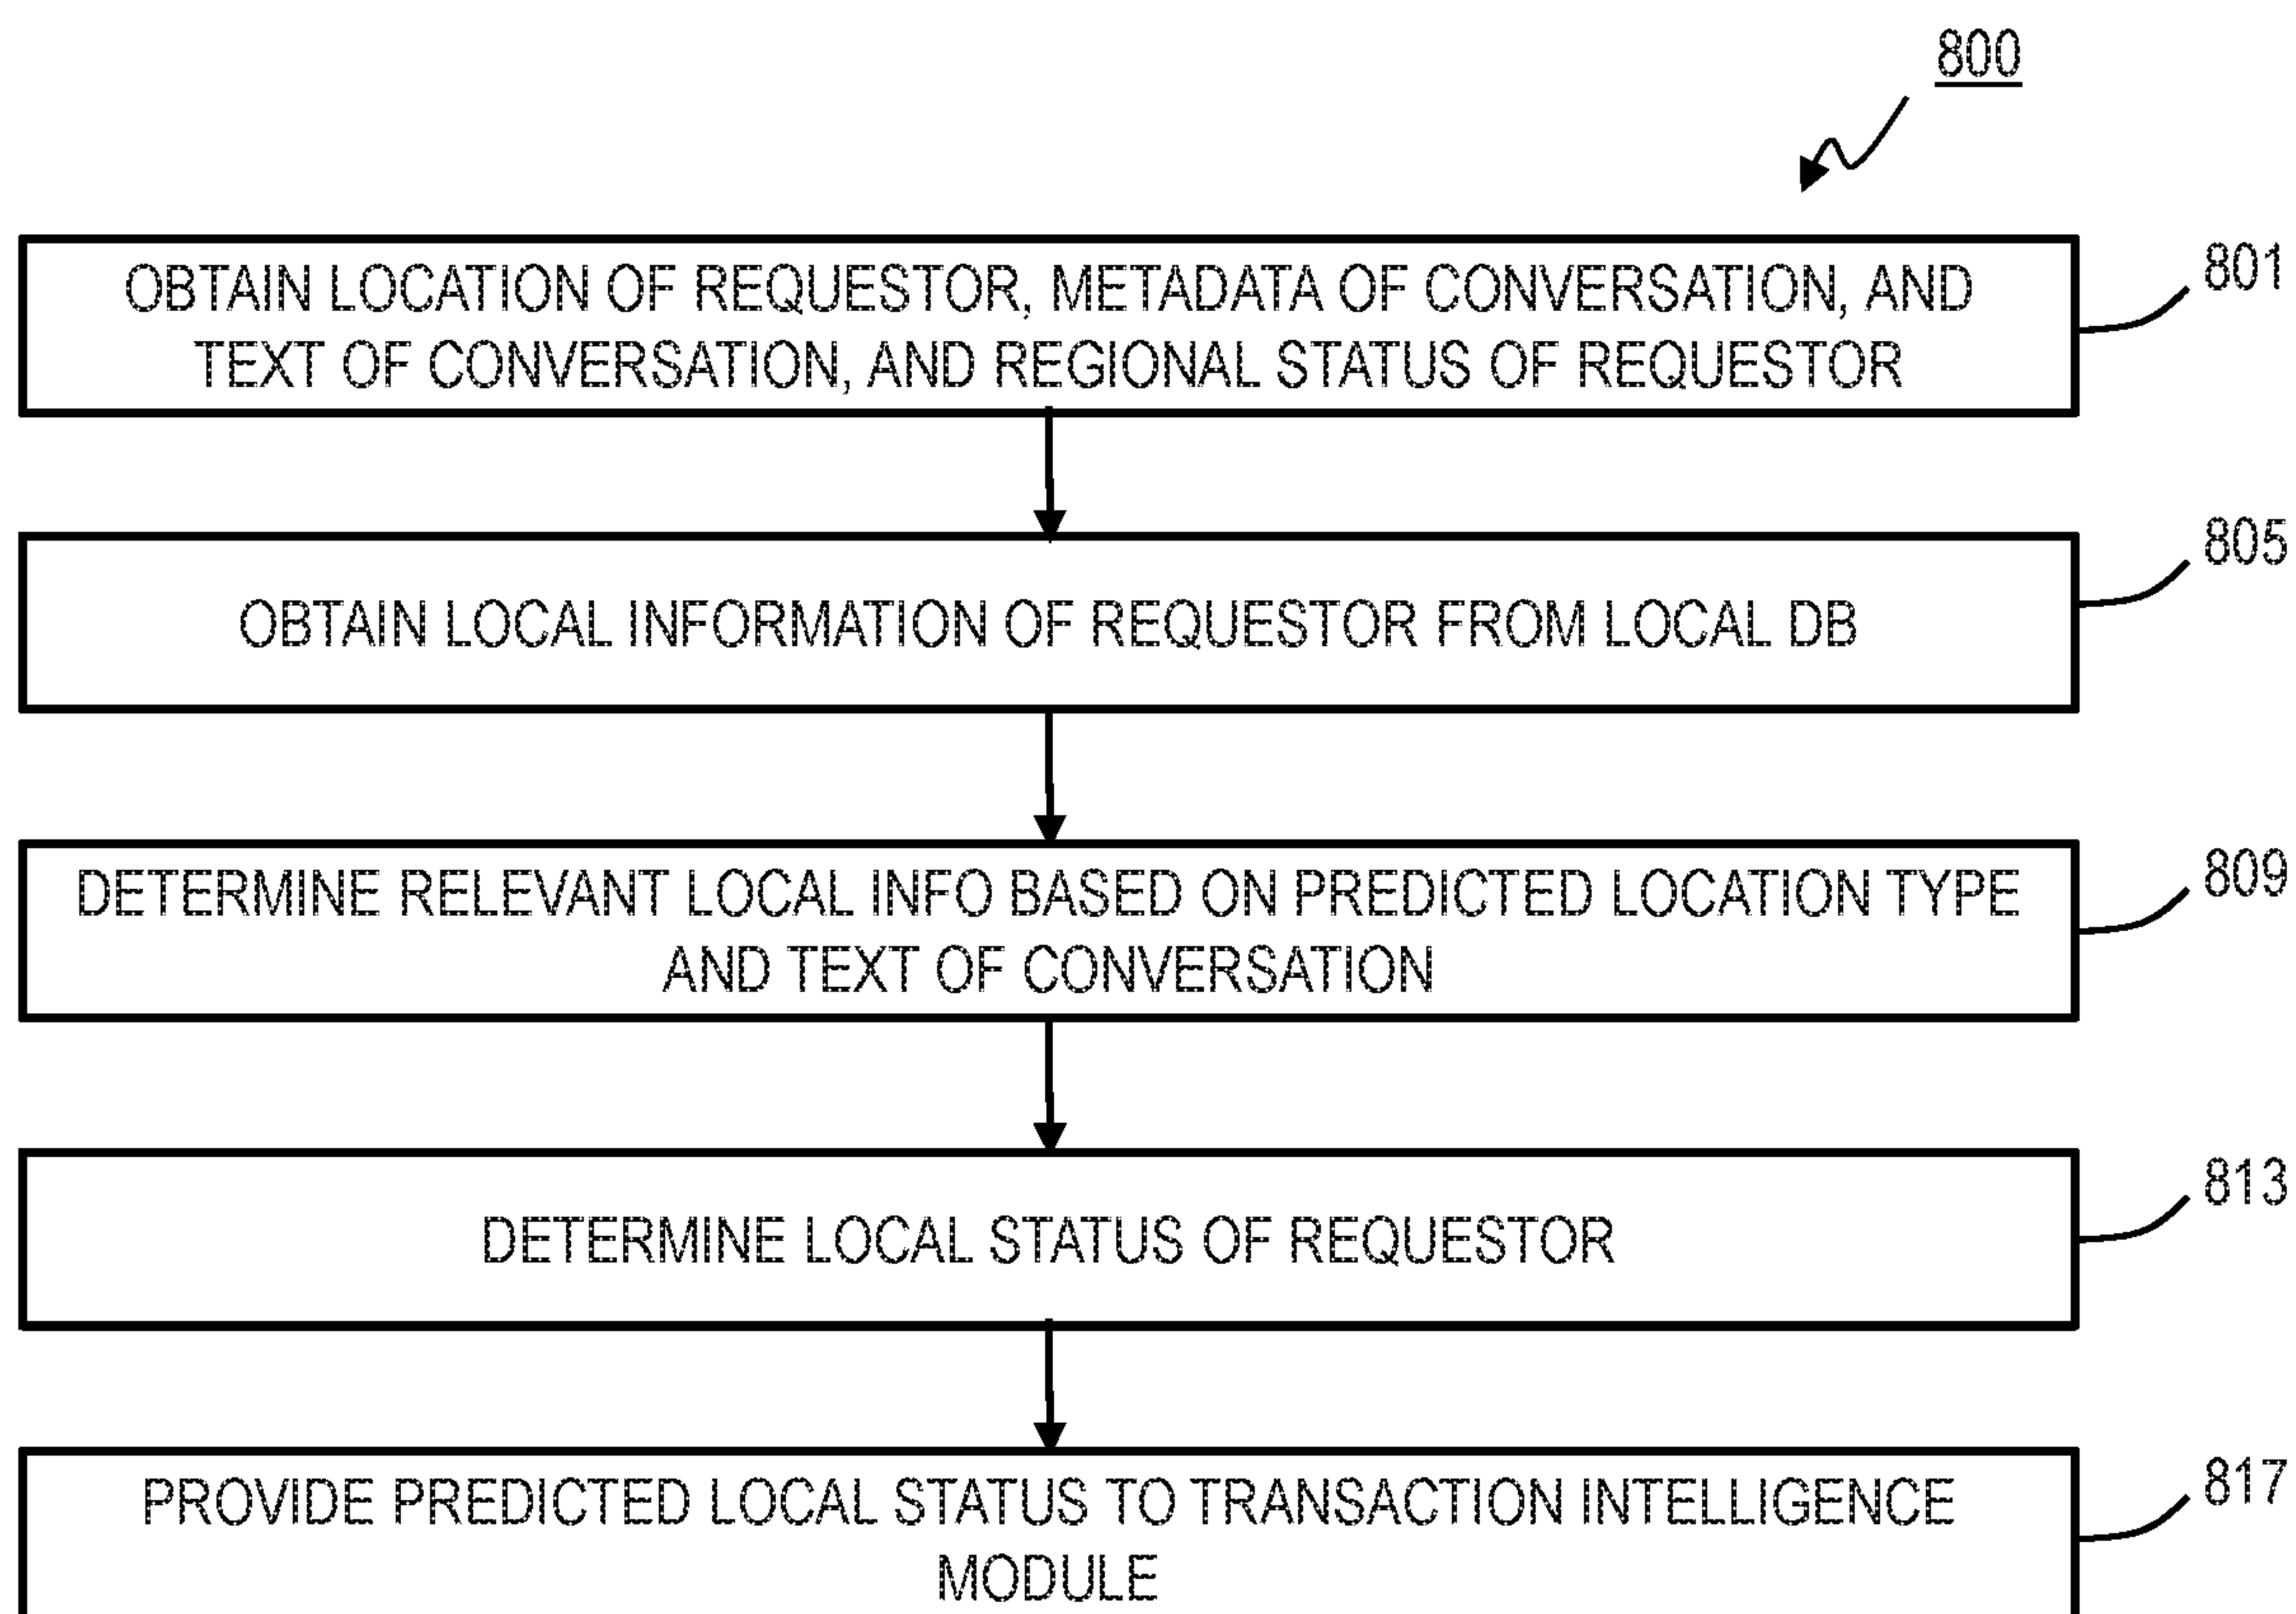 800
OBTAIN LOCATION OF REQUESTOR, METADATA OF CONVERSATION, AND
TEXT OF CONVERSATION, AND REGIONAL STATUS OF REQUESTOR
801
OBTAIN LOCAL INFORMATION OF REQUESTOR FROM LOCAL DB
805
DETERMINE RELEVANT LOCAL INFO BASED ON PREDICTED LOCATION TYPE
AND TEXT OF CONVERSATION
809
DETERMINE LOCAL STATUS OF REQUESTOR
813
PROVIDE PREDICTED LOCAL STATUS TO TRANSACTION INTELLIGENCE
MODULE
817